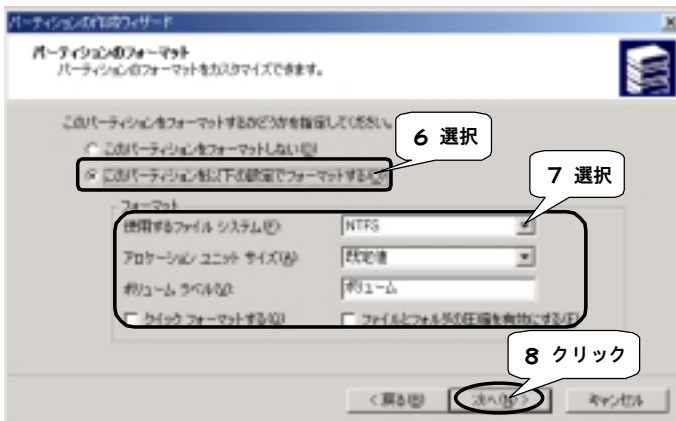 パーティションの作成ウィザード
パーティションのフォーマット
パーティションのフォーマットをカスタマイズできます。
このパーティションをフォーマットするかどうかを指定してください。
6 選択
このパーティションをフォーマットしない(D)
このパーティションを以下の設定でフォーマットする(O)
7 選択
フォーマット
使用するファイル システム(F):
NTFS
アロケーション ユニット サイズ(A):
既定値
ボリューム ラベル(V):
ボリューム
クイック フォーマットする(Q)
ファイルとフォルダの圧縮を有効にする(E)
8 クリック
< 戻る(B)
次へ(N) >
キャンセル